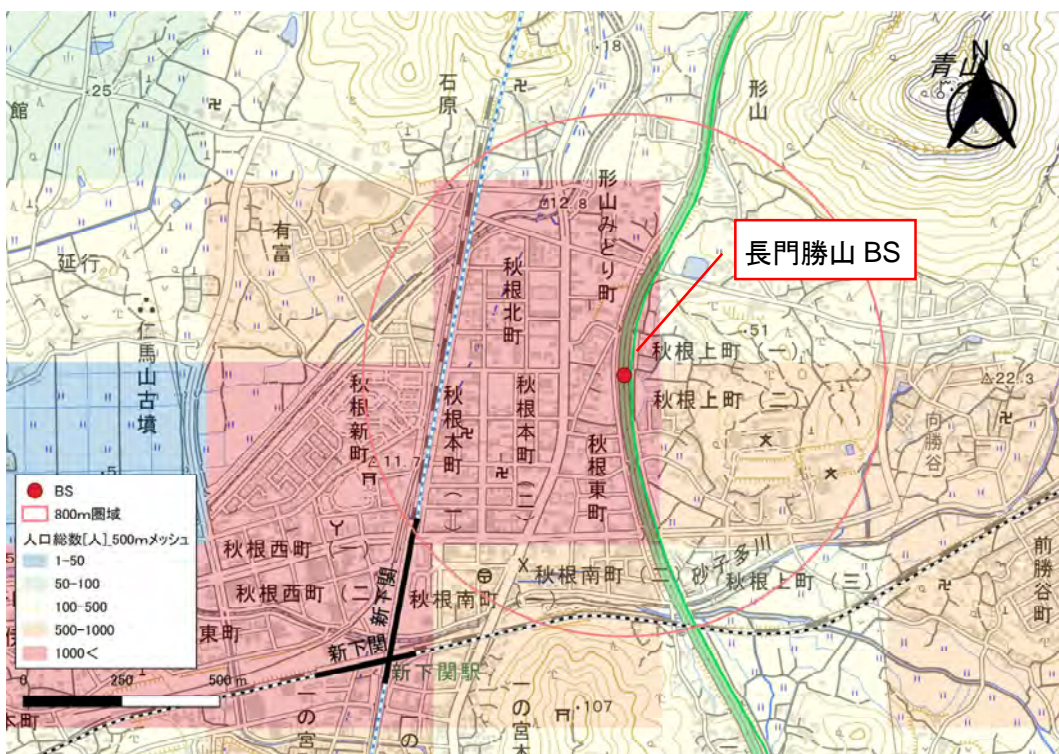 N
青山
18
石原
形山
25
館
12.8
形山みどり町
有富
長門勝山 BS
延行
秋根北町
51
仁馬山古墳
秋根上町（一）
秋根新町
秋根本町（一）
秋根本町（二）
秋根上町（二）
22.3
向勝谷
11.7
秋根東町
5
BS
800m圏域
人口総数[人]_500mメッシュ
1-50
50-100
100-500
500-1000
1000<
秋根西町（一）
秋根西町（二）
新下関
秋根南町（一）
秋根南町（二）
砂子多川
秋根上町（三）
前勝谷町
東町
新下関
新下関駅
0 250 500 m
一の宮
一の宮本
107
本町